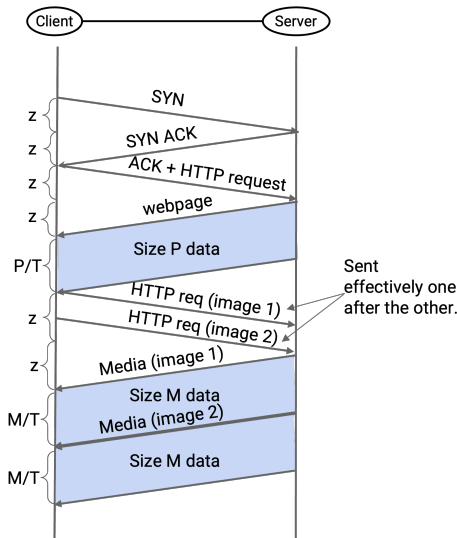 Client
Server
SYN
z
SYN ACK
z
ACK + HTTP request
z
webpage
z
Size P data
P/T
Sent
effectively one
after the other.
HTTP req (image 1)
HTTP req (image 2)
z
Media (image 1)
z
Size M data
M/T
Media (image 2)
Size M data
M/T